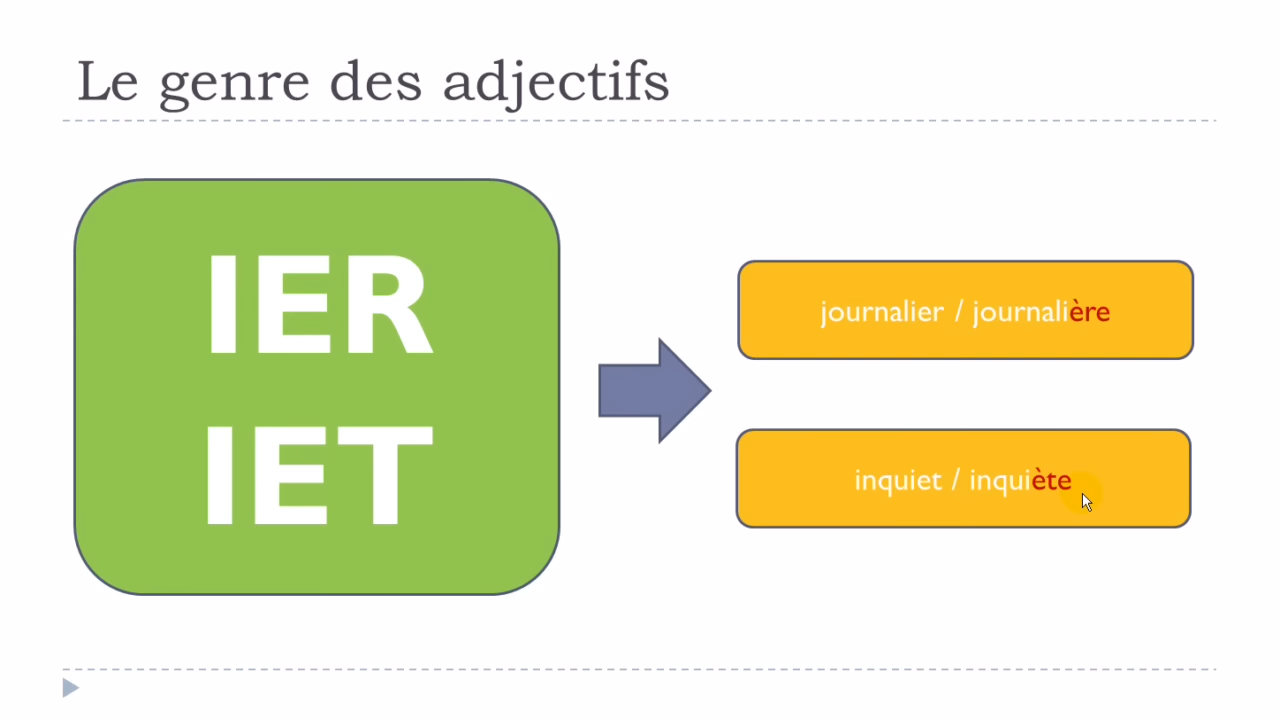 Le genre des adjectifs
IER
IET
journalier / journalière
inquiet / inquiète